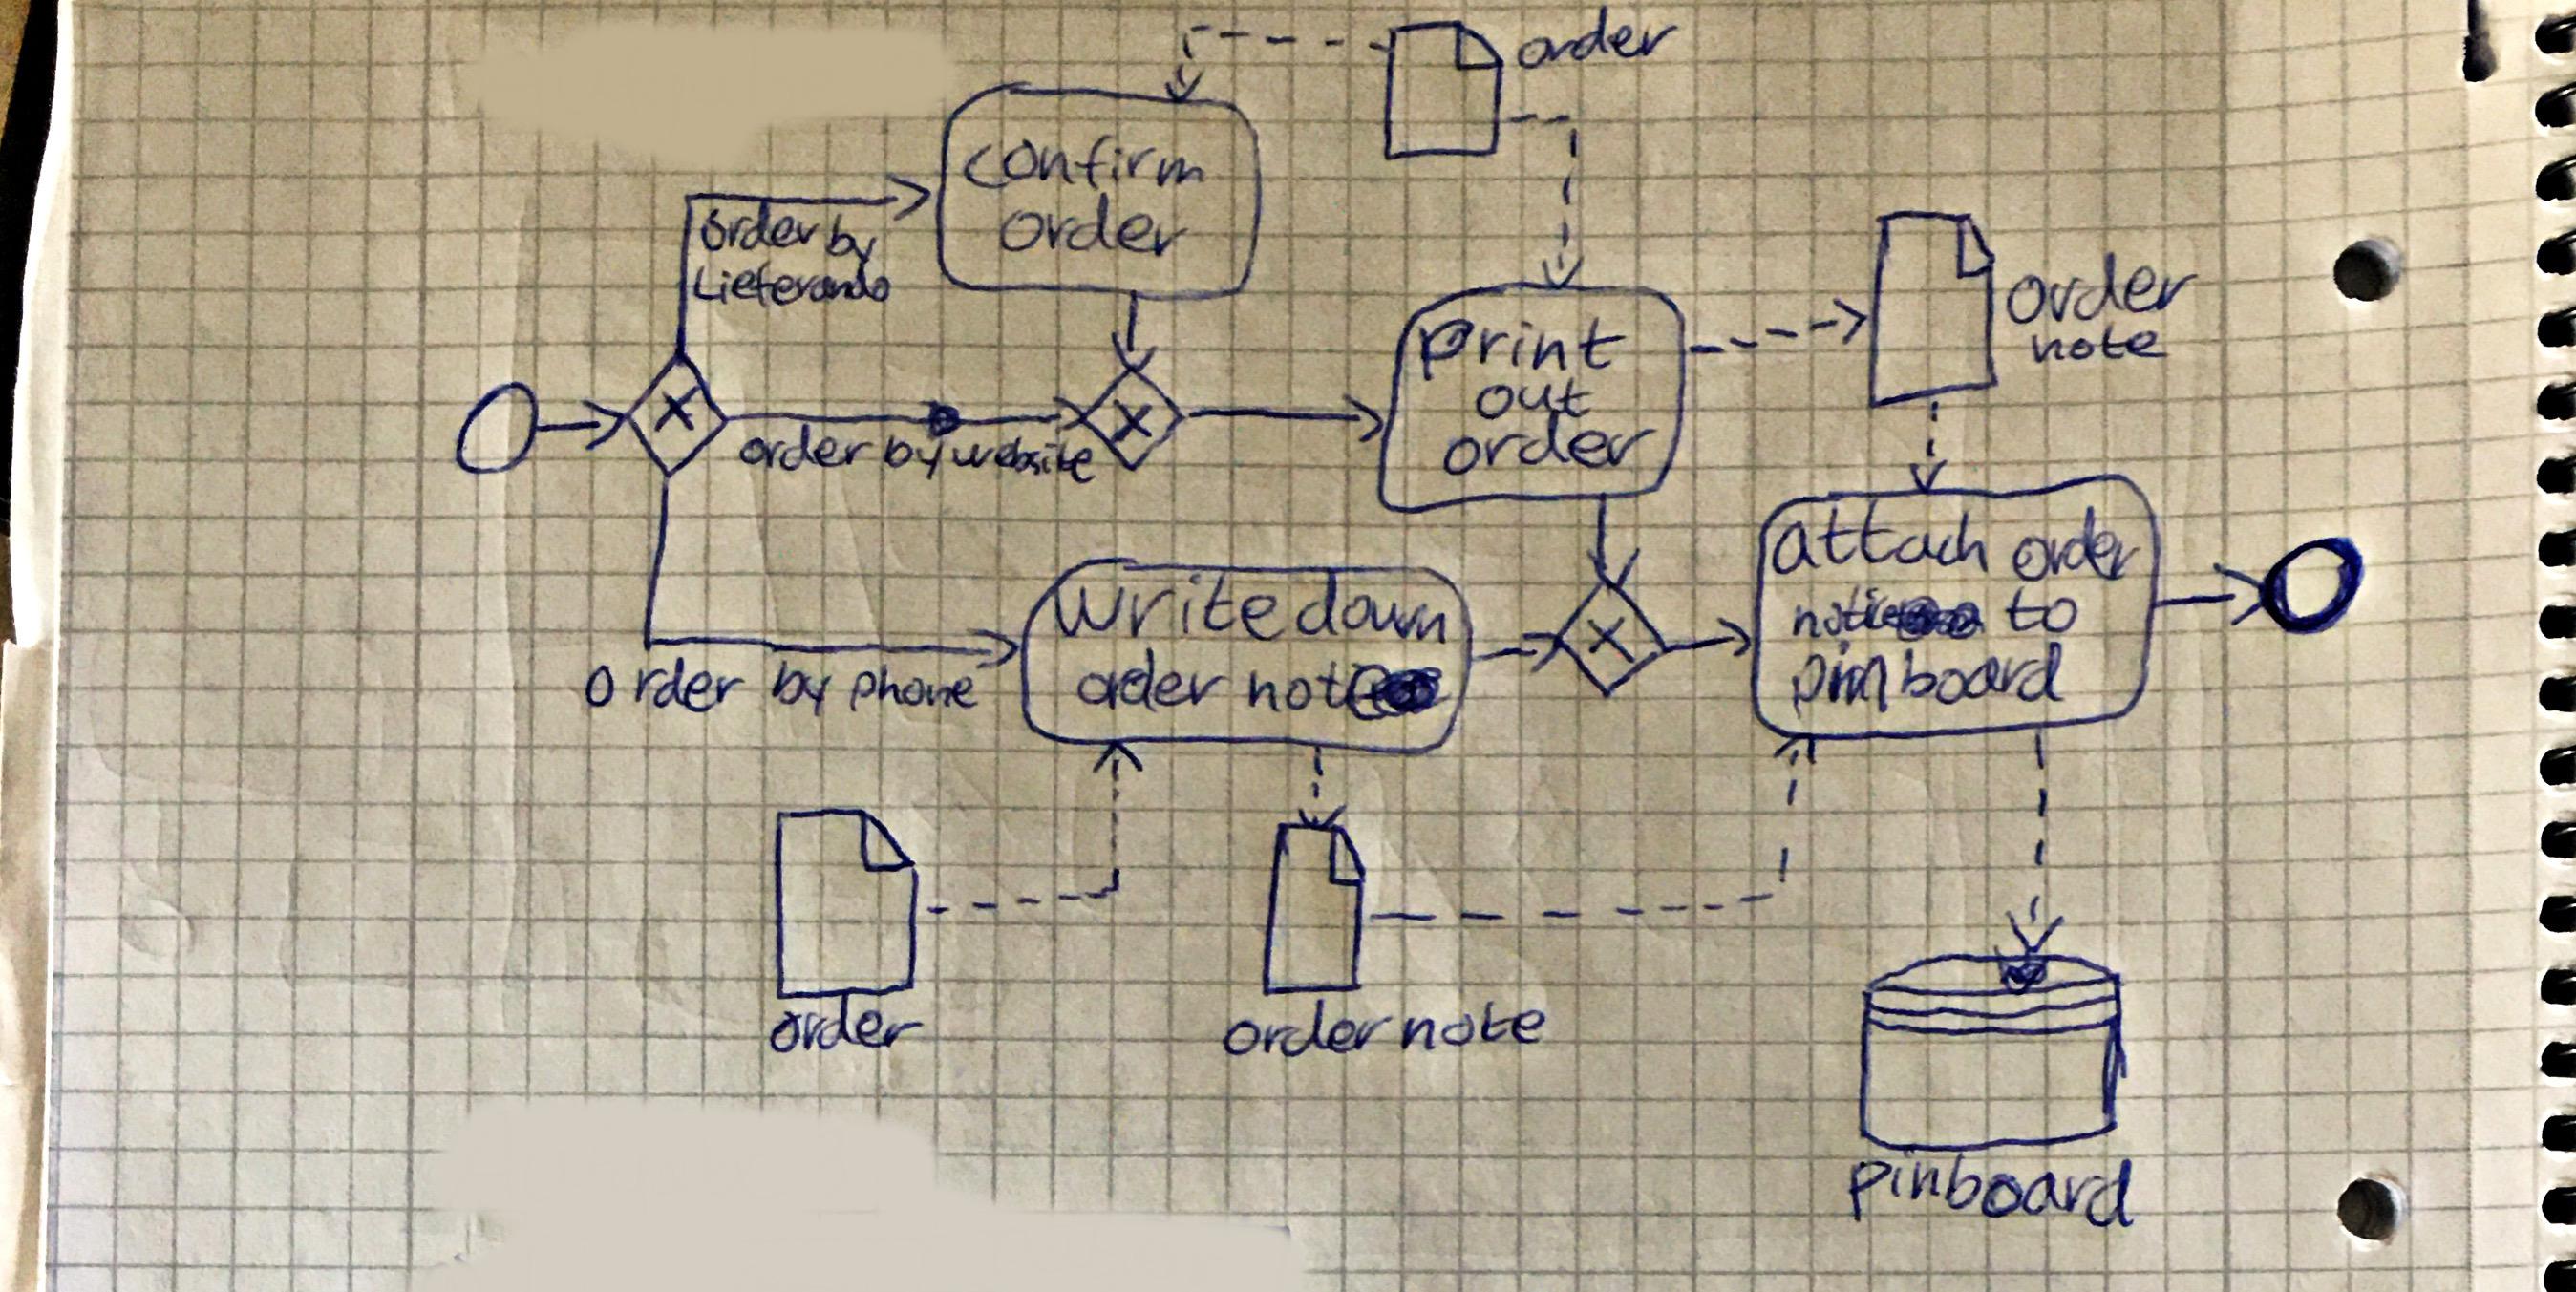 order
confirm
order
order by
Lieferando
order
note
print
out
order
order by website
attach order
to
pinboard
write down
order note
order by phone
order
order note
pinboard